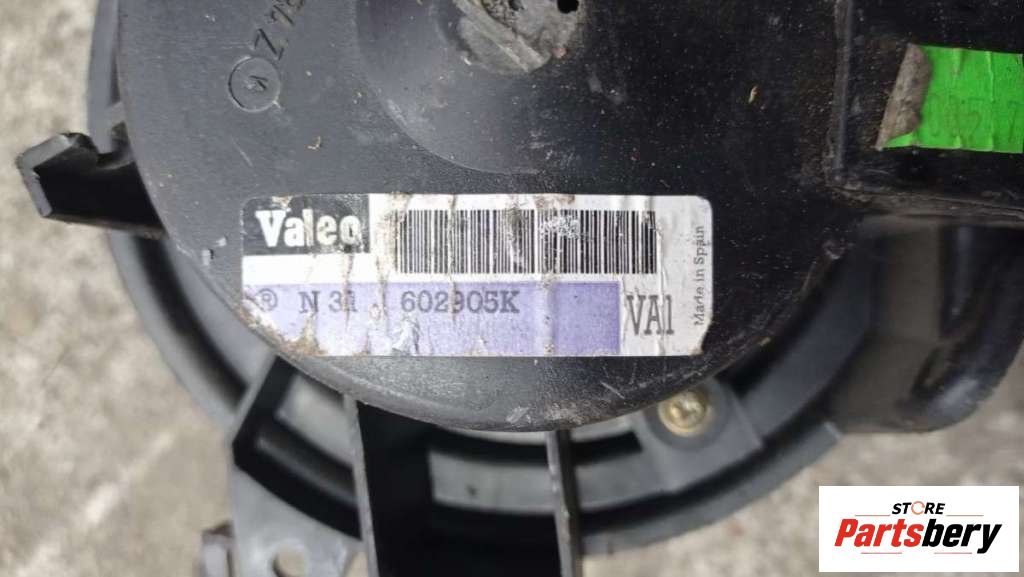 Valeo
® N 31 602905K
VA1
Made in Spain
STORE
Partsbery